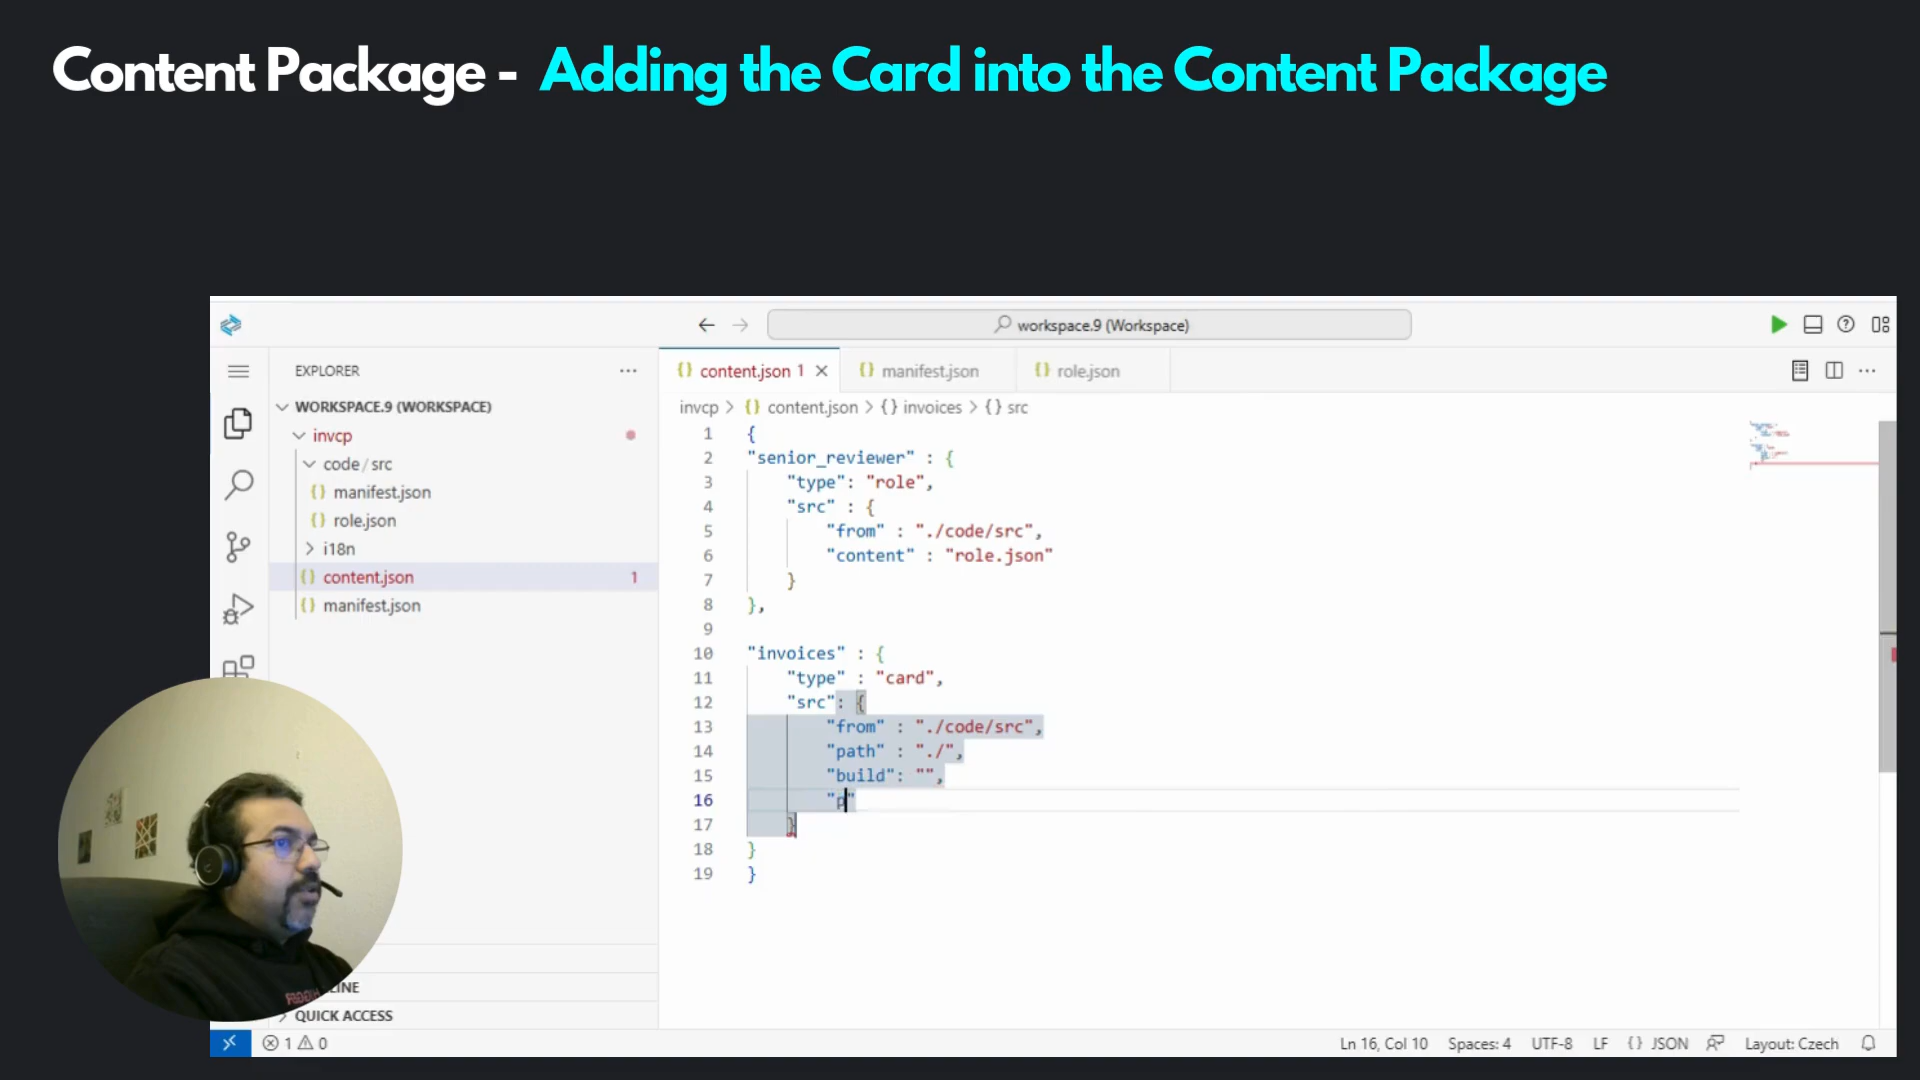 Content Package - Adding the Card into the Content Package
workspace.9 (Workspace)
EXPLORER
WORKSPACE.9 (WORKSPACE)
invcp
code/src
manifest.json
role.json
i18n
content.json 1
manifest.json
LINE
QUICK ACCESS
content.json 1
manifest.json
role.json
invcp > {} content.json > {} invoices > {} src
1 {
2 "senior_reviewer" : {
3 "type": "role",
4 "src" : {
5 "from" : "./code/src",
6 "content" : "role.json"
7 }
8 },
9
10 "invoices" : {
11 "type" : "card",
12 "src": {
13 "from" : "./code/src",
14 "path" : "./",
15 "build": "",
16 "p"
17 }
18 }
19 }
1 0
Ln 16, Col 10 Spaces: 4 UTF-8 LF {} JSON Layout: Czech